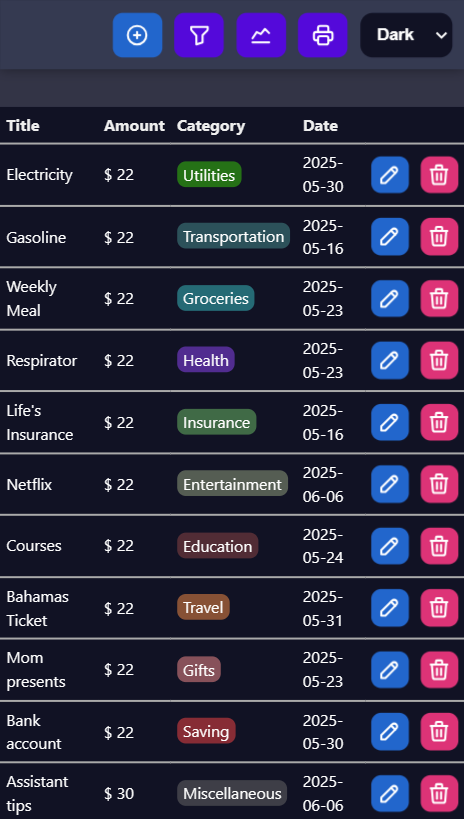 Dark
Title Amount Category Date
Electricity $ 22 Utilities 2025-
05-30
Gasoline $ 22 Transportation 2025-
05-16
Weekly
Meal $ 22 Groceries 2025-
05-23
Respirator $ 22 Health 2025-
05-23
Life's
Insurance $ 22 Insurance 2025-
05-16
Netflix $ 22 Entertainment 2025-
06-06
Courses $ 22 Education 2025-
05-24
Bahamas
Ticket $ 22 Travel 2025-
05-31
Mom
presents $ 22 Gifts 2025-
05-23
Bank
account $ 22 Saving 2025-
05-30
Assistant
tips $ 30 Miscellaneous 2025-
06-06